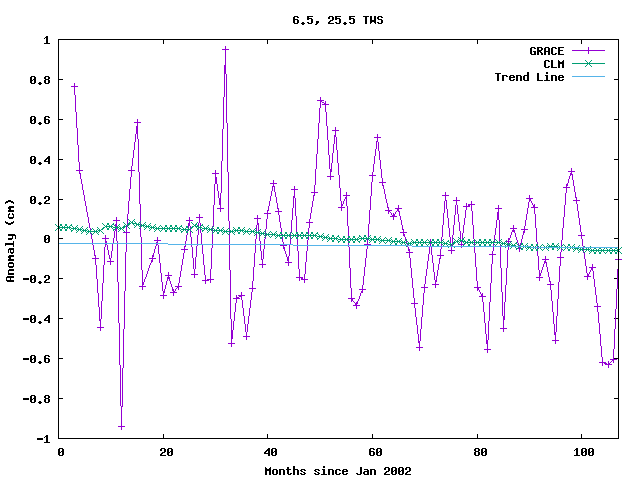 6.5, 25.5 TWS
GRACE
CLM
Trend Line
1
0.8
0.6
0.4
0.2
0
-0.2
-0.4
-0.6
-0.8
-1
Anomaly (cm)
0 20 40 60 80 100
Months since Jan 2002